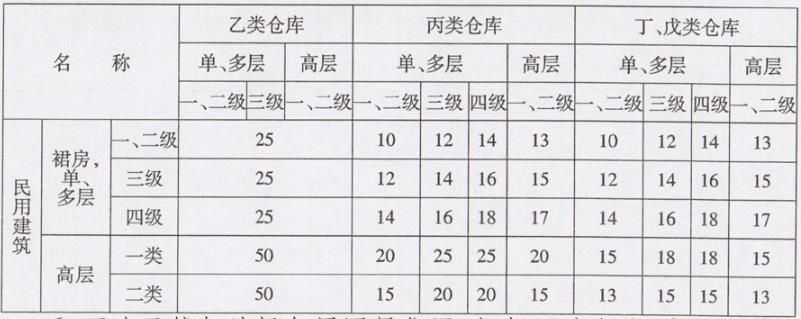 名 称 乙类仓库 丙类仓库 丁、戊类仓库
单、多层 高层 单、多层 高层 单、多层 高层
一、二级 三级 一、二级 一、二级 三级 四级 一、二级 一、二级 三级 四级 一、二级
民用建筑 裙房,单、多层 一、二级 25 10 12 14 13 10 12 14 13
三级 25 12 14 16 15 12 14 16 15
四级 25 14 16 18 17 14 16 18 17
高层 一类 50 20 25 25 20 15 18 18 15
二类 50 15 20 20 15 13 15 15 13